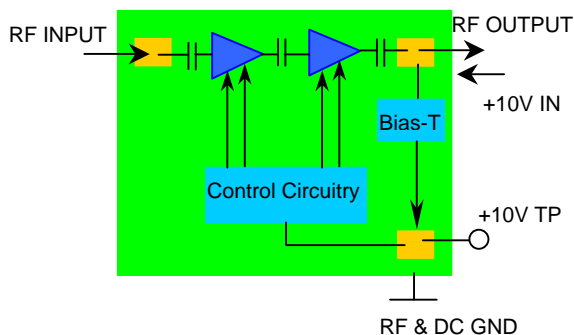 RF INPUT
RF OUTPUT
+10V IN
Bias-T
Control Circuitry
+10V TP
RF & DC GND